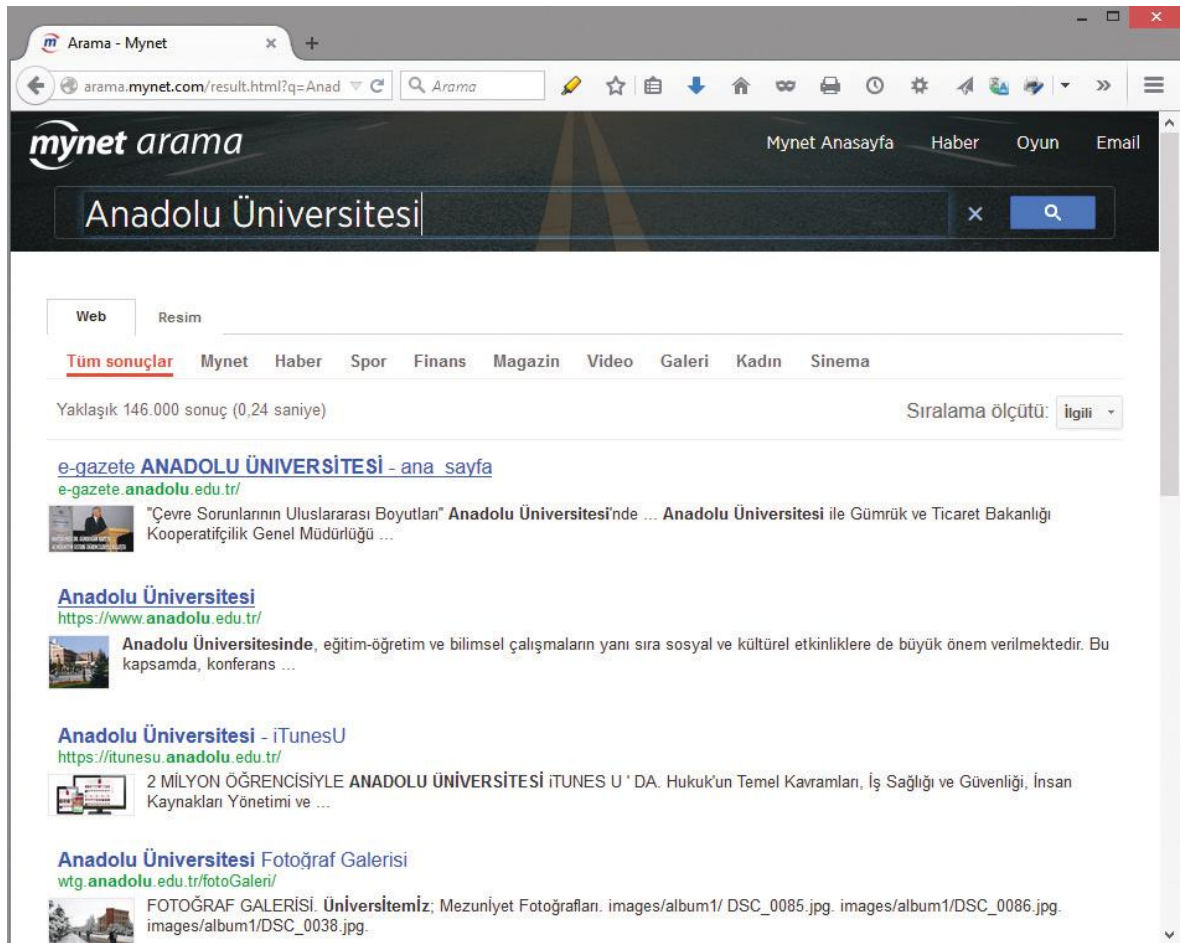 Arama - Mynet
arama.mynet.com/result.html?q=Anad
Arama
mynet arama
Mynet Anasayfa Haber Oyun Email
Anadolu Üniversitesi
Web Resim
Tüm sonuçlar Mynet Haber Spor Finans Magazin Video Galeri Kadın Sinema
Yaklaşık 146.000 sonuç (0,24 saniye)
Sıralama ölçütü: İlgili
e-gazete ANADOLU ÜNİVERSİTESİ - ana sayfa
e-gazete.anadolu.edu.tr/
"Çevre Sorunlarının Uluslararası Boyutları" Anadolu Üniversitesi'nde ... Anadolu Üniversitesi ile Gümrük ve Ticaret Bakanlığı
Kooperatifçilik Genel Müdürlüğü ...
Anadolu Üniversitesi
https://www.anadolu.edu.tr/
Anadolu Üniversitesinde, eğitim-öğretim ve bilimsel çalışmaların yanı sıra sosyal ve kültürel etkinliklere de büyük önem verilmektedir. Bu
kapsamda, konferans ...
Anadolu Üniversitesi - iTunesU
https://itunesu.anadolu.edu.tr/
2 MİLYON ÖĞRENCİSİYLE ANADOLU ÜNİVERSİTESİ iTUNES U ' DA. Hukuk'un Temel Kavramları, İş Sağlığı ve Güvenliği, İnsan
Kaynakları Yönetimi ve ...
Anadolu Üniversitesi Fotoğraf Galerisi
wtg.anadolu.edu.tr/fotoGaleri/
FOTOĞRAF GALERİSİ. Üniversitemiz; Mezuniyet Fotoğrafları. images/album1/ DSC_0085.jpg. images/album1/DSC_0086.jpg.
images/album1/DSC_0038.jpg.